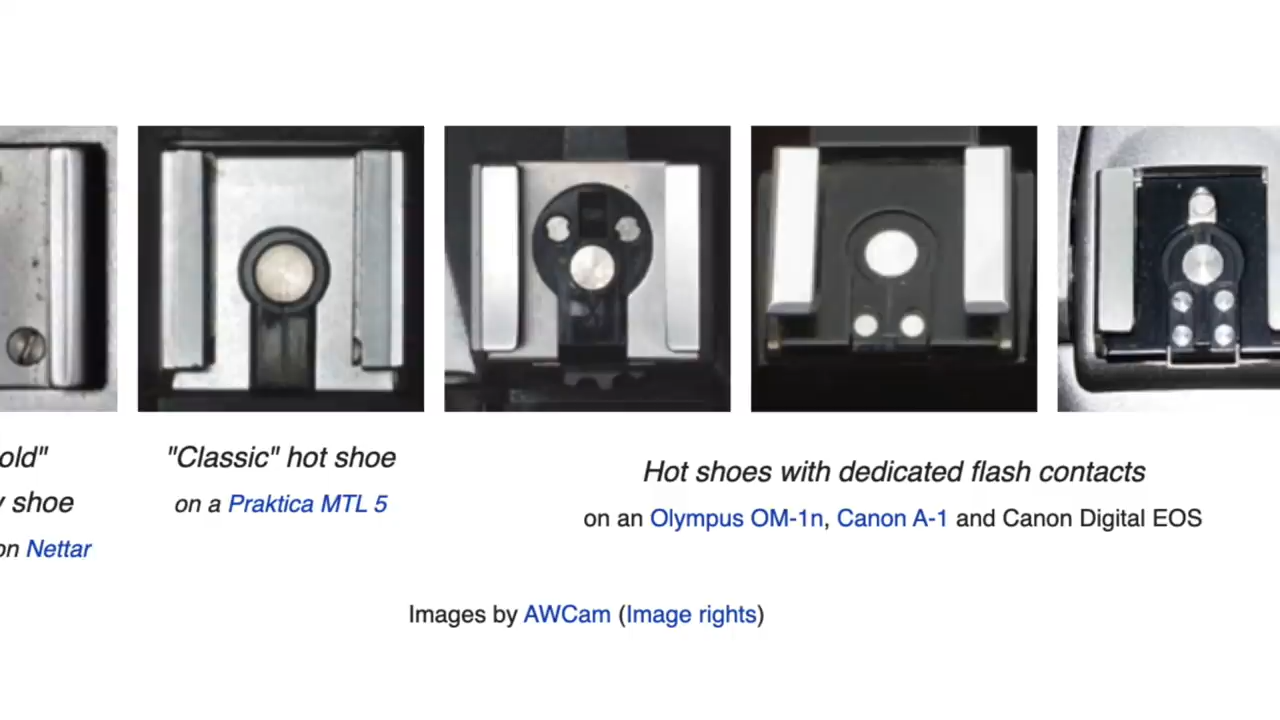 old"
shoe
on Nettar
"Classic" hot shoe
on a Praktica MTL 5
Hot shoes with dedicated flash contacts
on an Olympus OM-1n, Canon A-1 and Canon Digital EOS
Images by AWCam (Image rights)